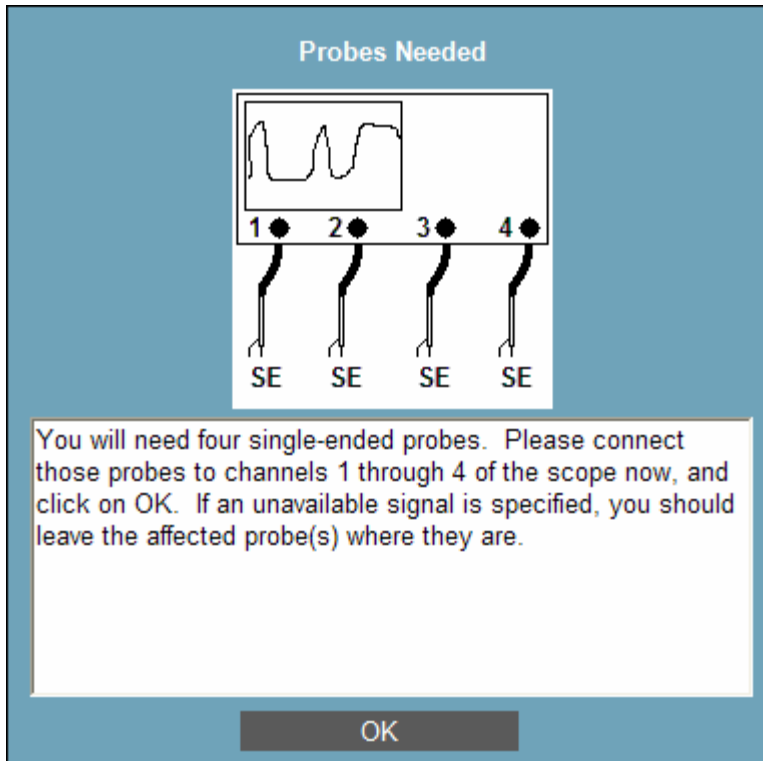 Probes Needed
1 2 3 4
SE SE SE SE
You will need four single-ended probes.  Please connect
those probes to channels 1 through 4 of the scope now, and
click on OK.  If an unavailable signal is specified, you should
leave the affected probe(s) where they are.
OK